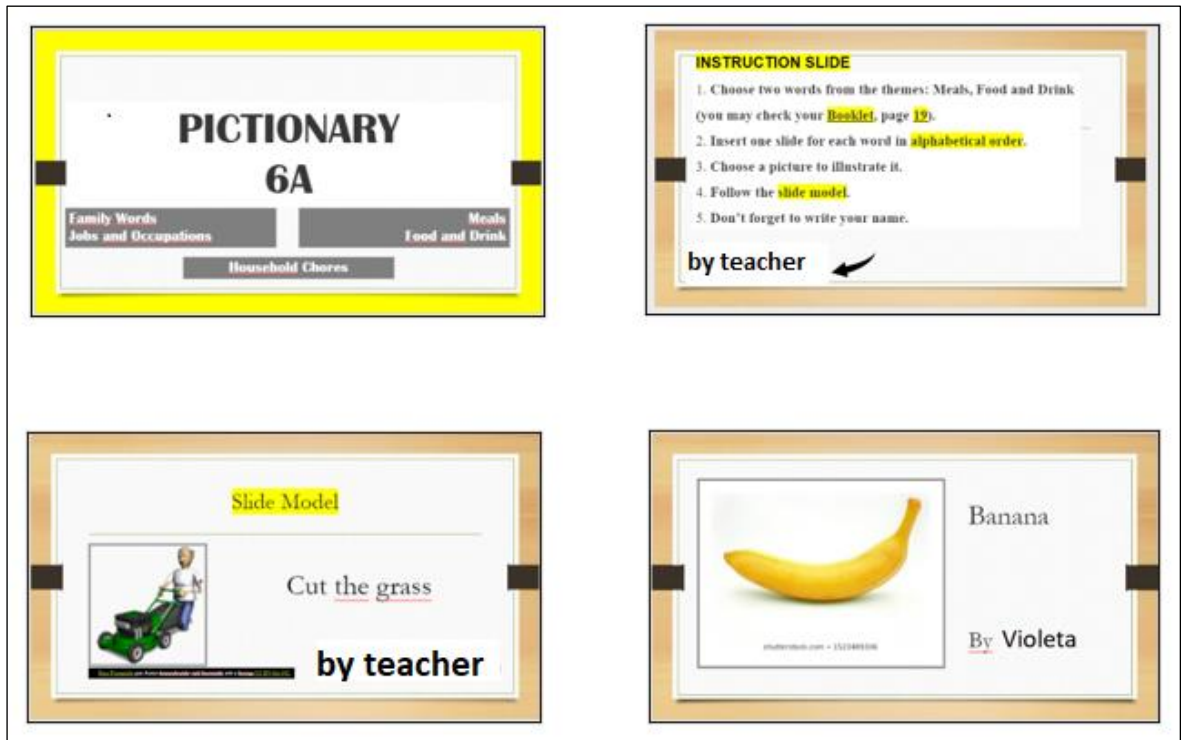 PICTIONARY
6A
Family Words
Jobs and Occupations
Meals
Food and Drink
Household Chores
INSTRUCTION SLIDE
1. Choose two words from the themes: Meals, Food and Drink
(you may check your Booklet, page 19).
2. Insert one slide for each word in alphabetical order.
3. Choose a picture to illustrate it.
4. Follow the slide model.
5. Don't forget to write your name.
by teacher
Slide Model
Cut the grass
by teacher
Banana
By Violeta